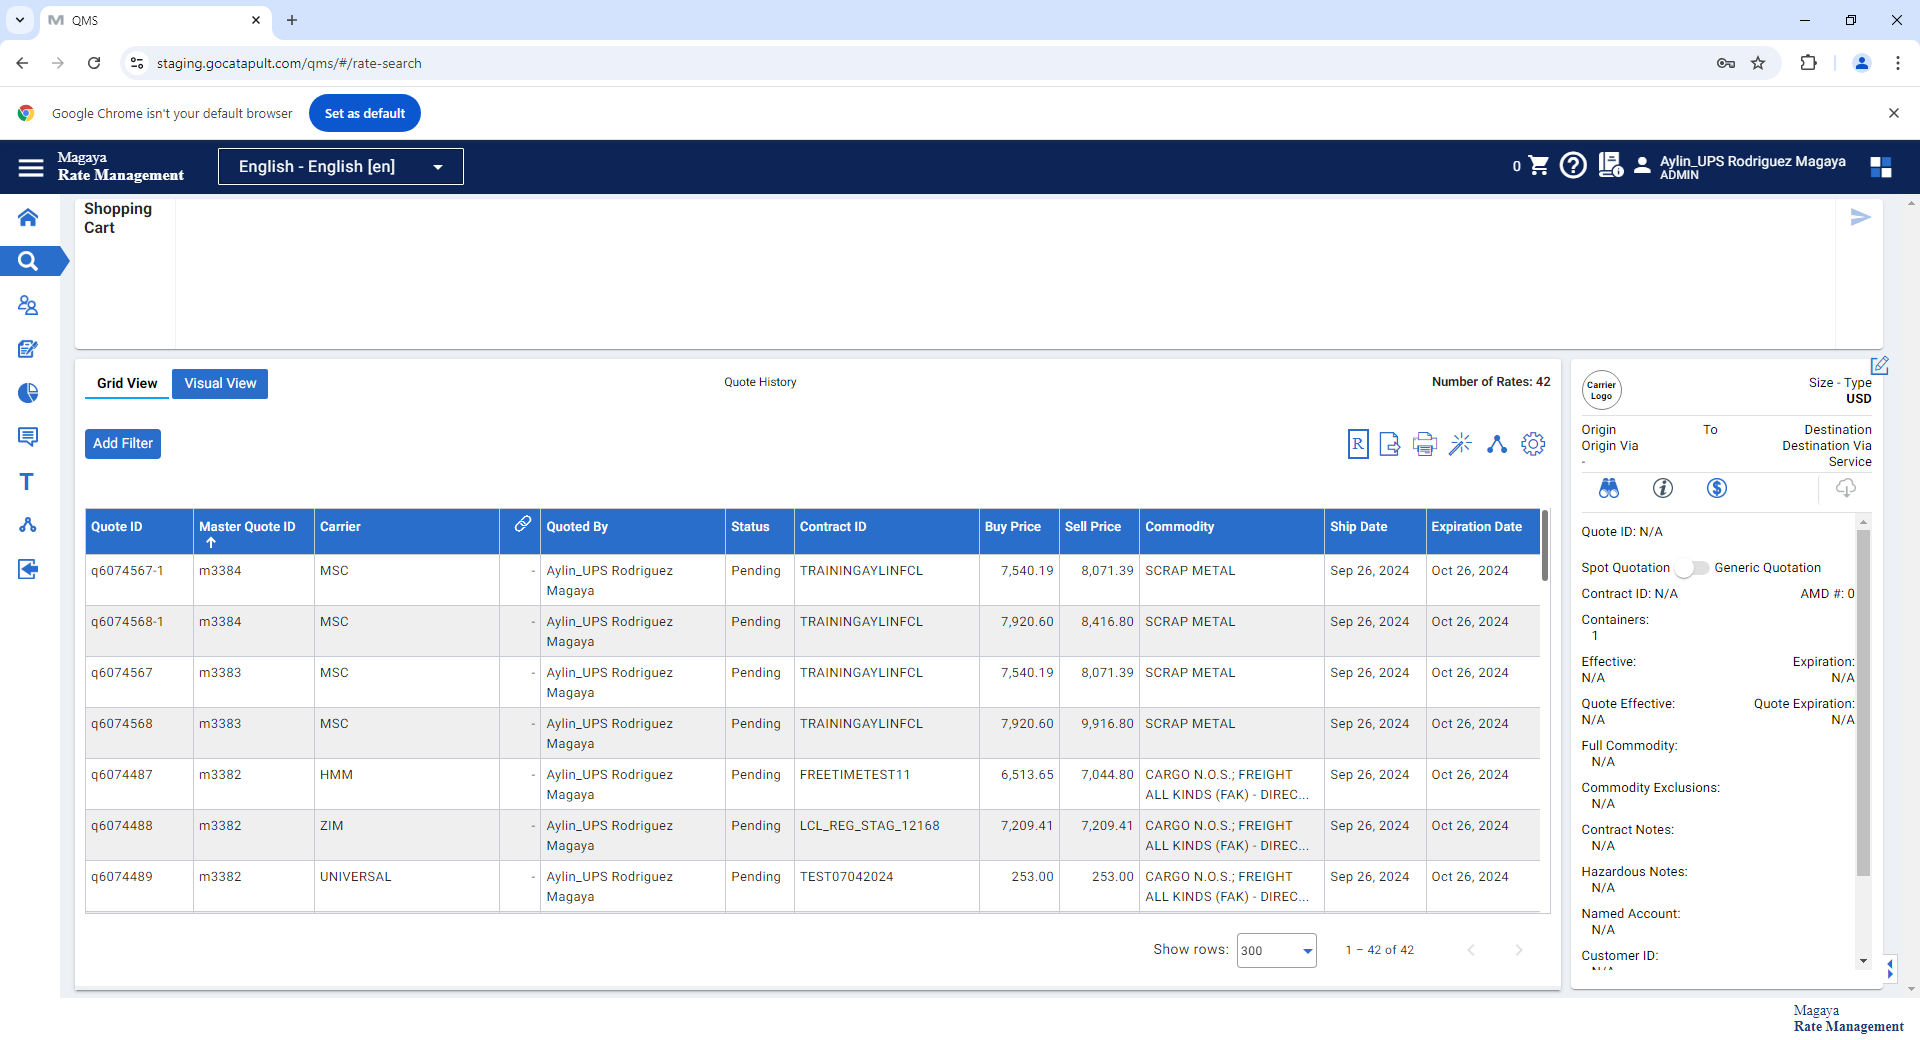 QMS
staging.gocatapult.com/qms/#/rate-search
Google Chrome isn't your default browser
Set as default
Magaya
Rate Management
English - English [en]
0
Aylin_UPS Rodriguez Magaya
ADMIN
Shopping
Cart
Grid View
Visual View
Quote History
Number of Rates: 42
Add Filter
R
Quote ID Master Quote ID Carrier Quoted By Status Contract ID Buy Price Sell Price Commodity Ship Date Expiration Date
q6074567-1 m3384 MSC - Aylin_UPS Rodriguez Pending TRAININGAYLINFCL 7,540.19 8,071.39 SCRAP METAL Sep 26, 2024 Oct 26, 2024
Magaya
q6074568-1 m3384 MSC - Aylin_UPS Rodriguez Pending TRAININGAYLINFCL 7,920.60 8,416.80 SCRAP METAL Sep 26, 2024 Oct 26, 2024
Magaya
q6074567 m3383 MSC - Aylin_UPS Rodriguez Pending TRAININGAYLINFCL 7,540.19 8,071.39 SCRAP METAL Sep 26, 2024 Oct 26, 2024
Magaya
q6074568 m3383 MSC - Aylin_UPS Rodriguez Pending TRAININGAYLINFCL 7,920.60 9,916.80 SCRAP METAL Sep 26, 2024 Oct 26, 2024
Magaya
q6074487 m3382 HMM - Aylin_UPS Rodriguez Pending FREETIMETEST11 6,513.65 7,044.80 CARGO N.O.S.; FREIGHT Sep 26, 2024 Oct 26, 2024
Magaya ALL KINDS (FAK) - DIREC...
q6074488 m3382 ZIM - Aylin_UPS Rodriguez Pending LCL_REG_STAG_12168 7,209.41 7,209.41 CARGO N.O.S.; FREIGHT Sep 26, 2024 Oct 26, 2024
Magaya ALL KINDS (FAK) - DIREC...
q6074489 m3382 UNIVERSAL - Aylin_UPS Rodriguez Pending TEST07042024 253.00 253.00 CARGO N.O.S.; FREIGHT Sep 26, 2024 Oct 26, 2024
Magaya ALL KINDS (FAK) - DIREC...
Show rows: 300 1 – 42 of 42
Carrier
Logo
Size - Type
USD
Origin To Destination
Origin Via Destination Via
- Service
Quote ID: N/A
Spot Quotation Generic Quotation
Contract ID: N/A AMD #: 0
Containers:
1
Effective: Expiration:
N/A N/A
Quote Effective: Quote Expiration:
N/A N/A
Full Commodity:
N/A
Commodity Exclusions:
N/A
Contract Notes:
N/A
Hazardous Notes:
N/A
Named Account:
N/A
Customer ID:
N/A
Magaya
Rate Management